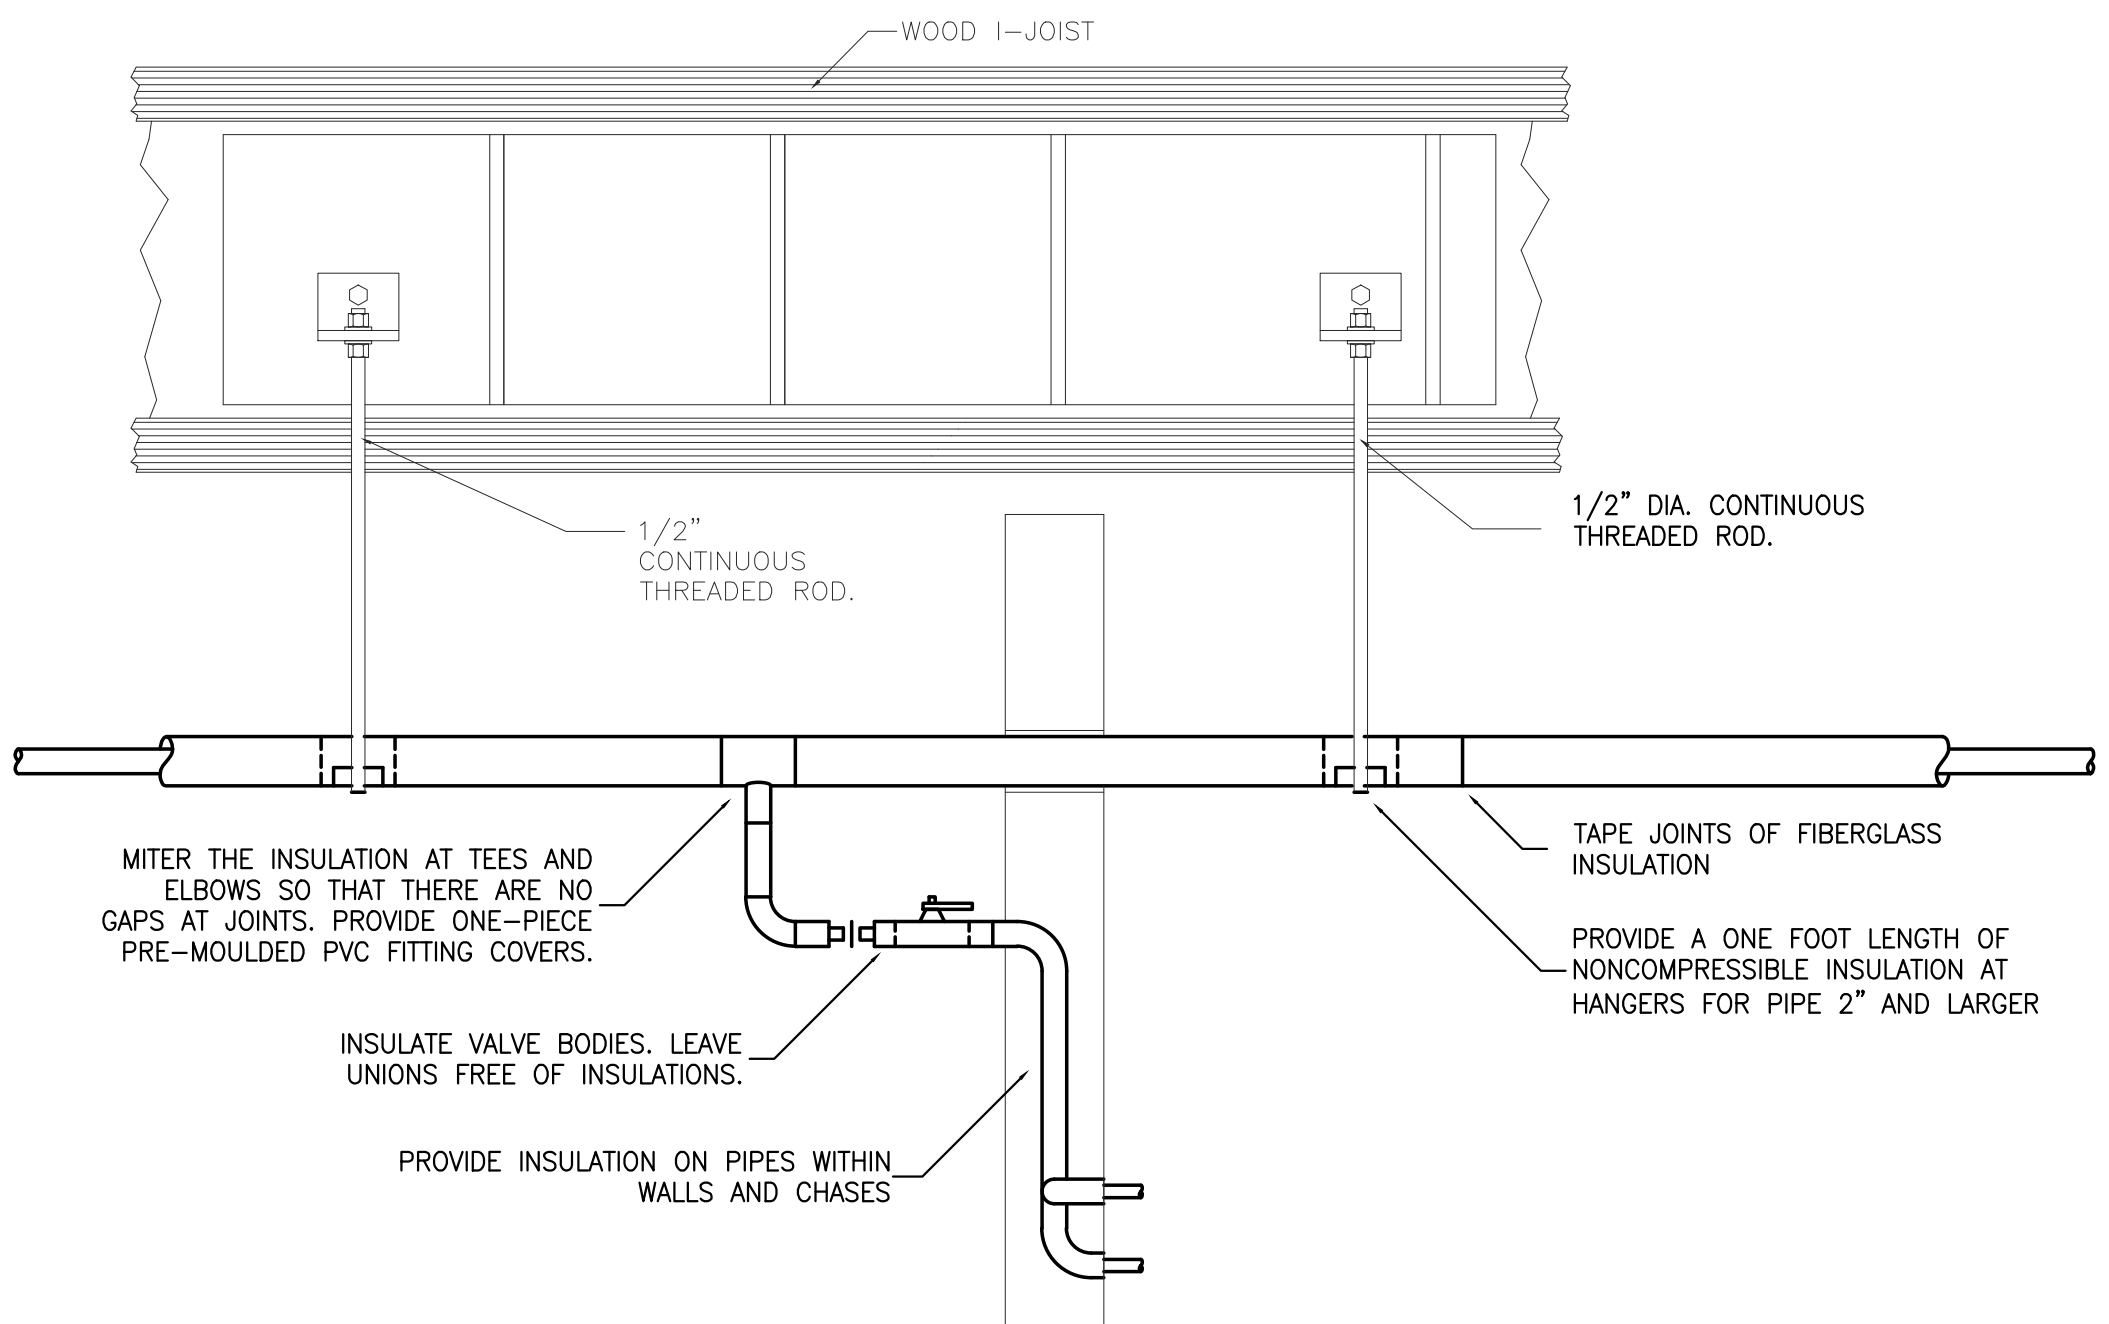 WOOD I-JOIST
1/2"
CONTINUOUS
THREADED ROD.
1/2" DIA. CONTINUOUS
THREADED ROD.
MITER THE INSULATION AT TEES AND
ELBOWS SO THAT THERE ARE NO
GAPS AT JOINTS. PROVIDE ONE-PIECE
PRE-MOULDED PVC FITTING COVERS.
TAPE JOINTS OF FIBERGLASS
INSULATION
PROVIDE A ONE FOOT LENGTH OF
NONCOMPRESSIBLE INSULATION AT
HANGERS FOR PIPE 2" AND LARGER
INSULATE VALVE BODIES. LEAVE
UNIONS FREE OF INSULATIONS.
PROVIDE INSULATION ON PIPES WITHIN
WALLS AND CHASES